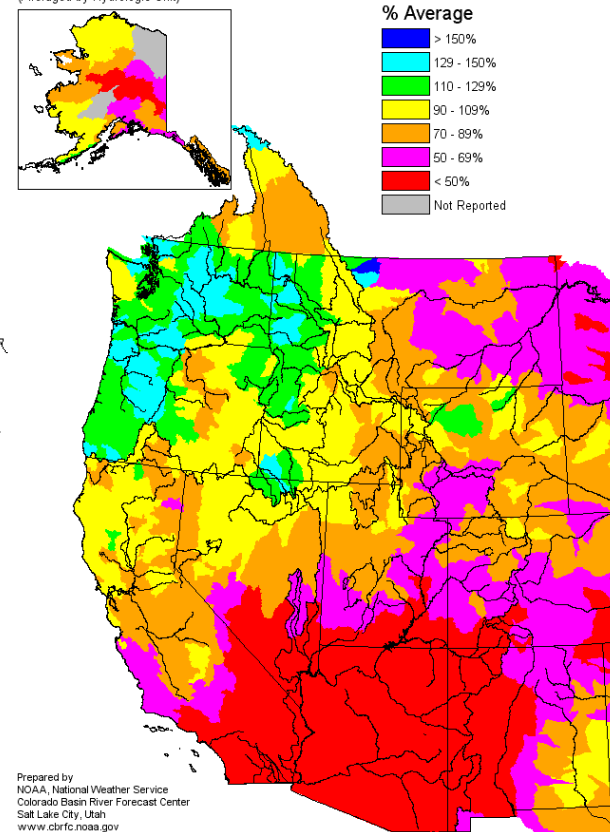 (Averaged by Hydrologic Unit)
% Average
> 150%
129 - 150%
110 - 129%
90 - 109%
70 - 89%
50 - 69%
< 50%
Not Reported
Prepared by
NOAA, National Weather Service
Colorado Basin River Forecast Center
Salt Lake City, Utah
www.cbrfc.noaa.gov